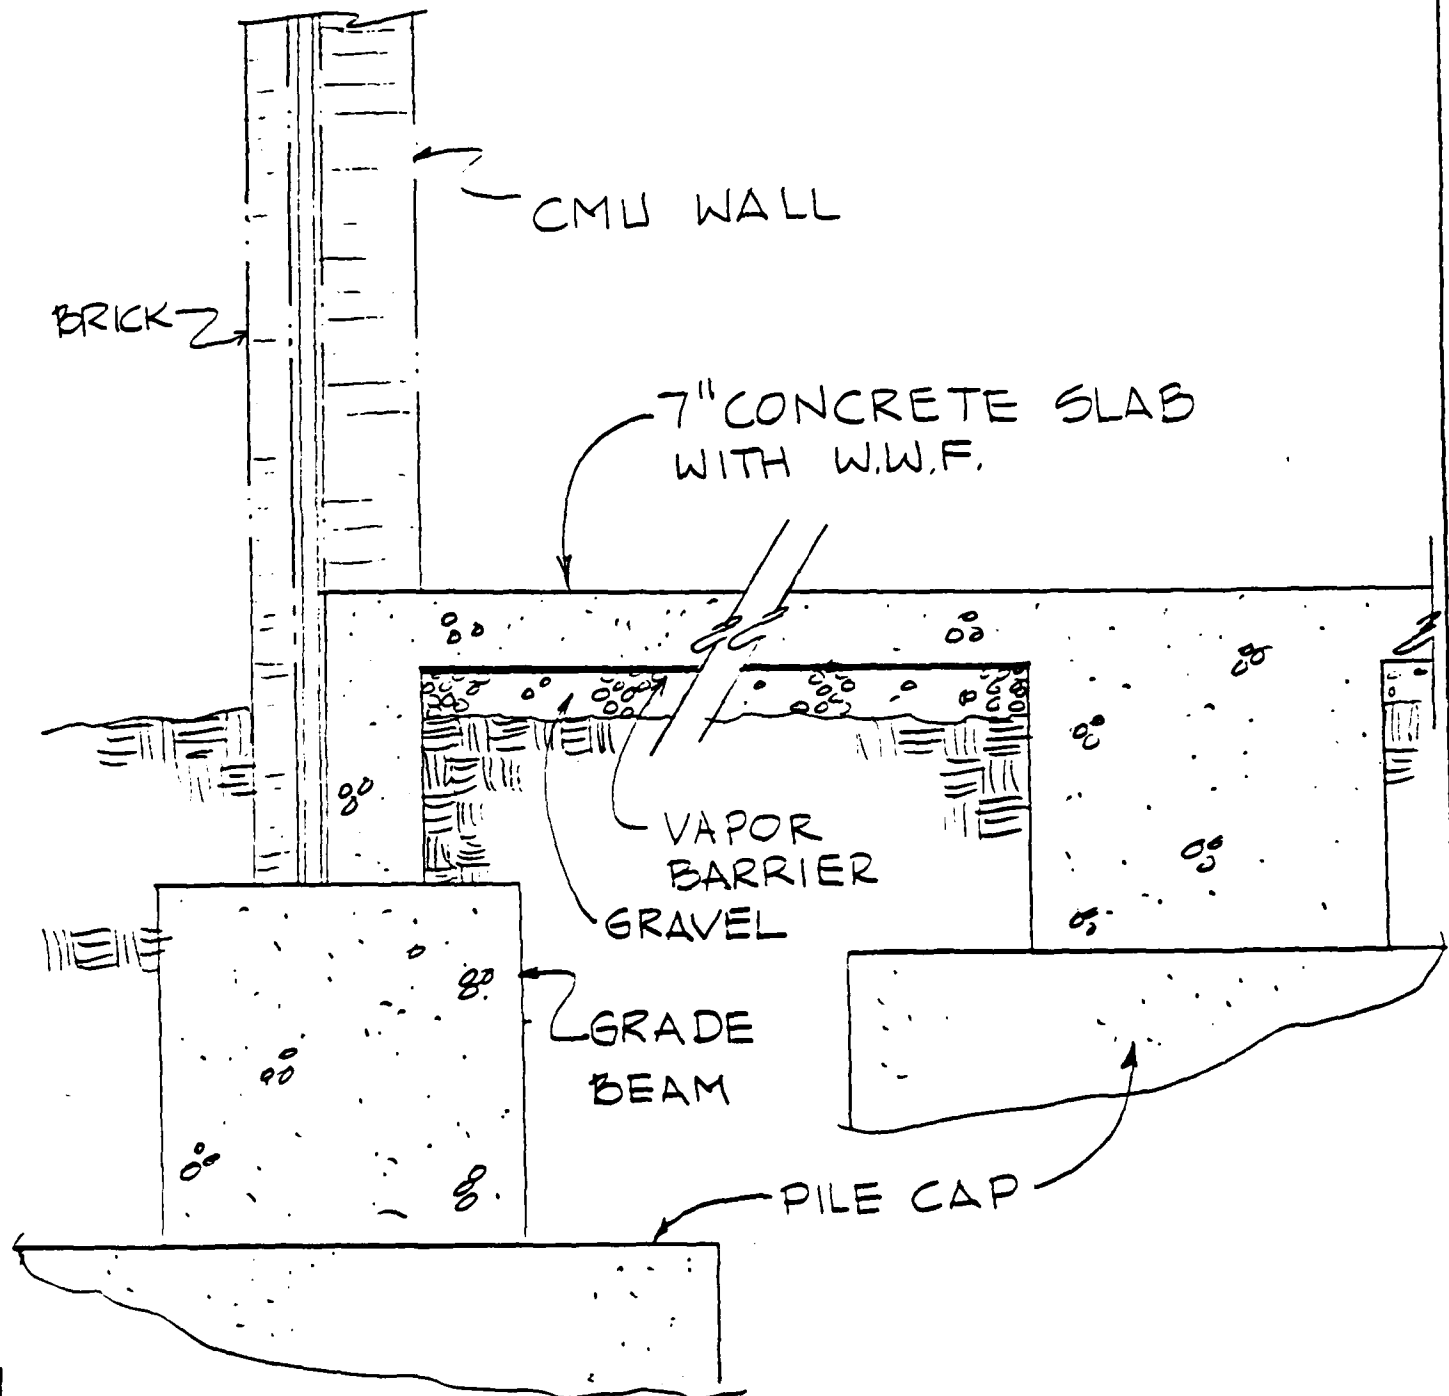 CMU WALL
BRICK
7" CONCRETE SLAB
WITH W.W.F.
VAPOR
BARRIER
GRAVEL
GRADE
BEAM
PILE CAP